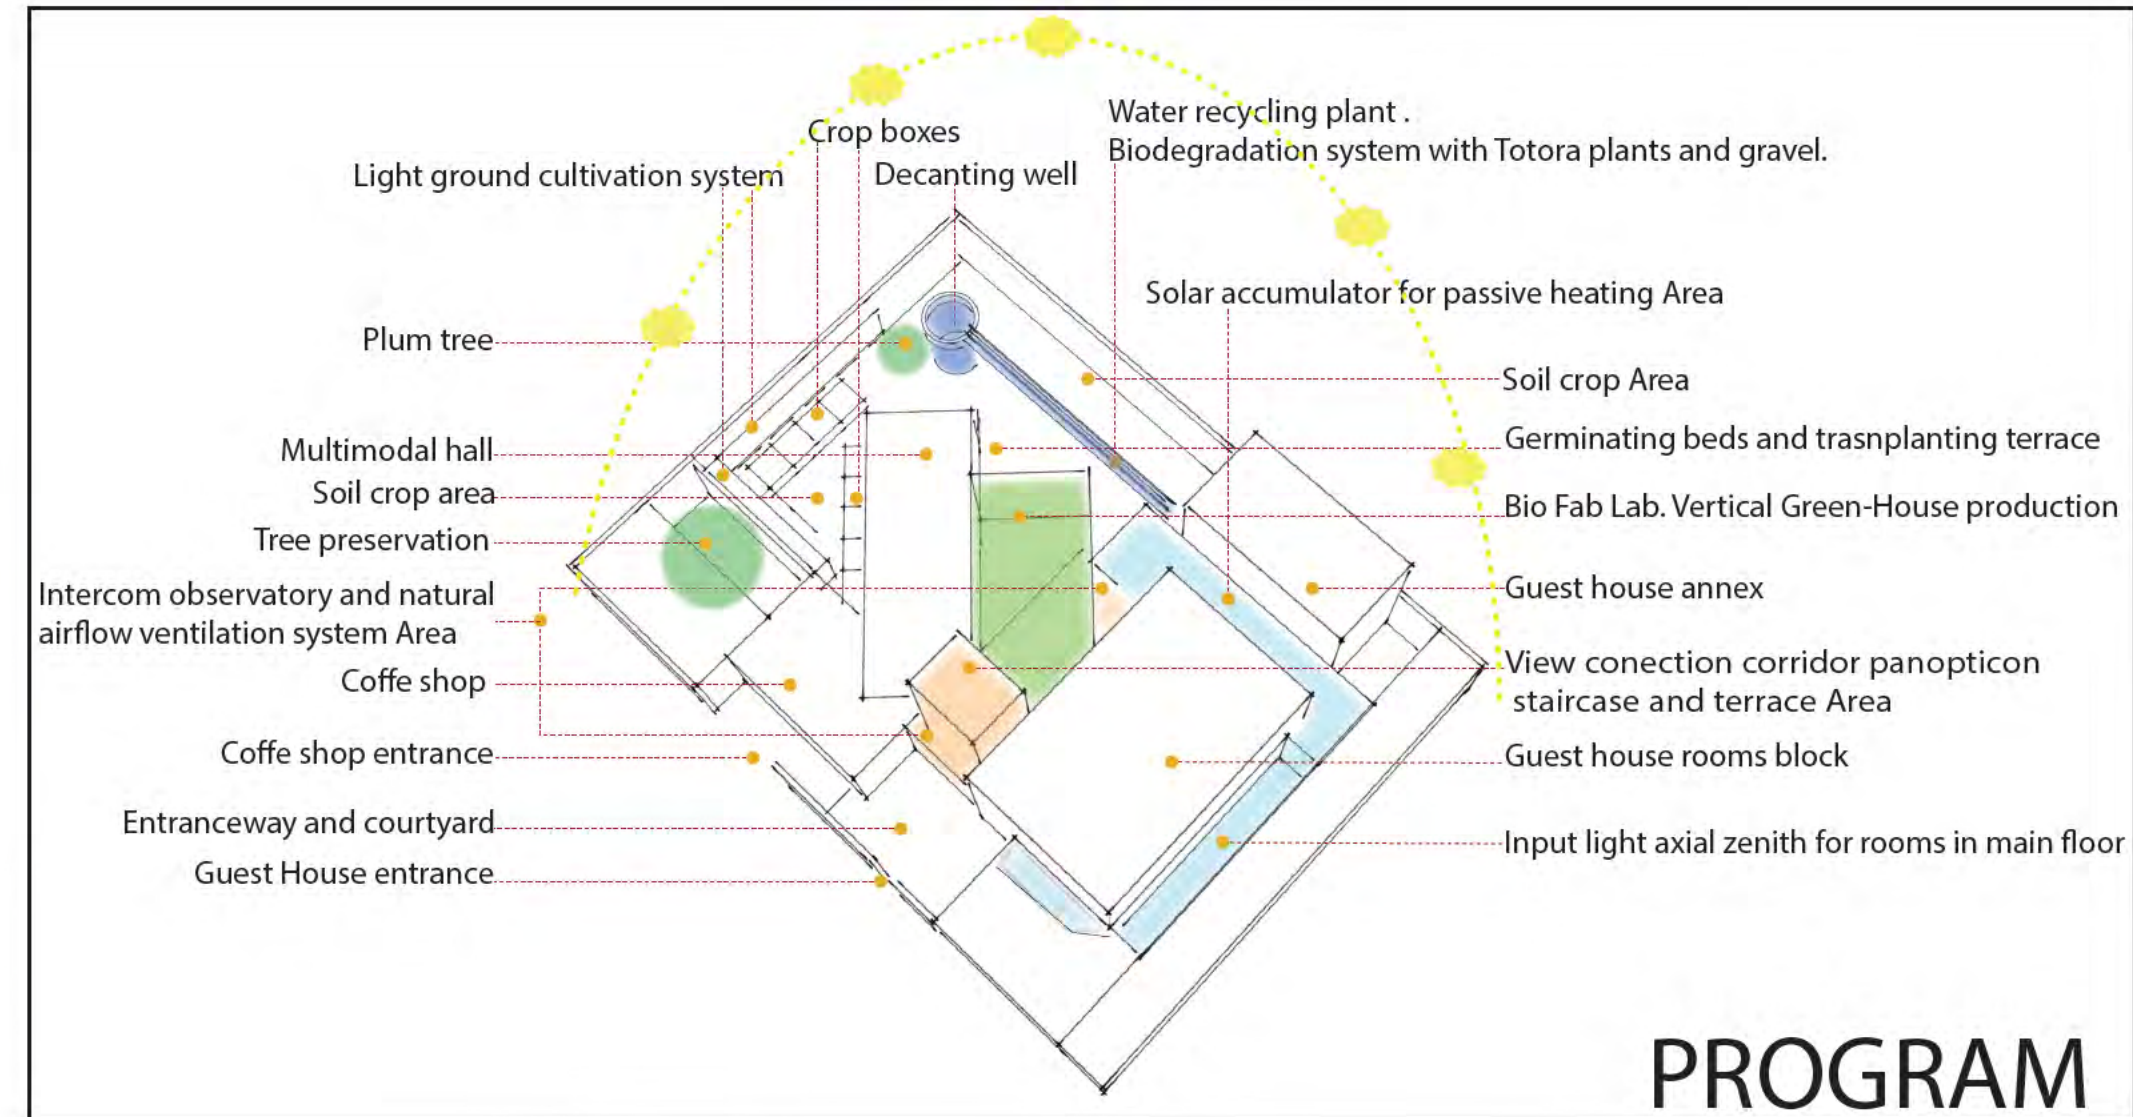 Crop boxes
Water recycling plant .
Biodegradation system with Totora plants and gravel.
Light ground cultivation system
Decanting well
Solar accumulator for passive heating Area
Plum tree
Soil crop Area
Multimodal hall
Germinating beds and trasnplanting terrace
Soil crop area
Bio Fab Lab. Vertical Green-House production
Tree preservation
Intercom observatory and natural
airflow ventilation system Area
Guest house annex
Coffe shop
View conection corridor panopticon
staircase and terrace Area
Coffe shop entrance
Guest house rooms block
Entranceway and courtyard
Input light axial zenith for rooms in main floor
Guest House entrance
PROGRAM